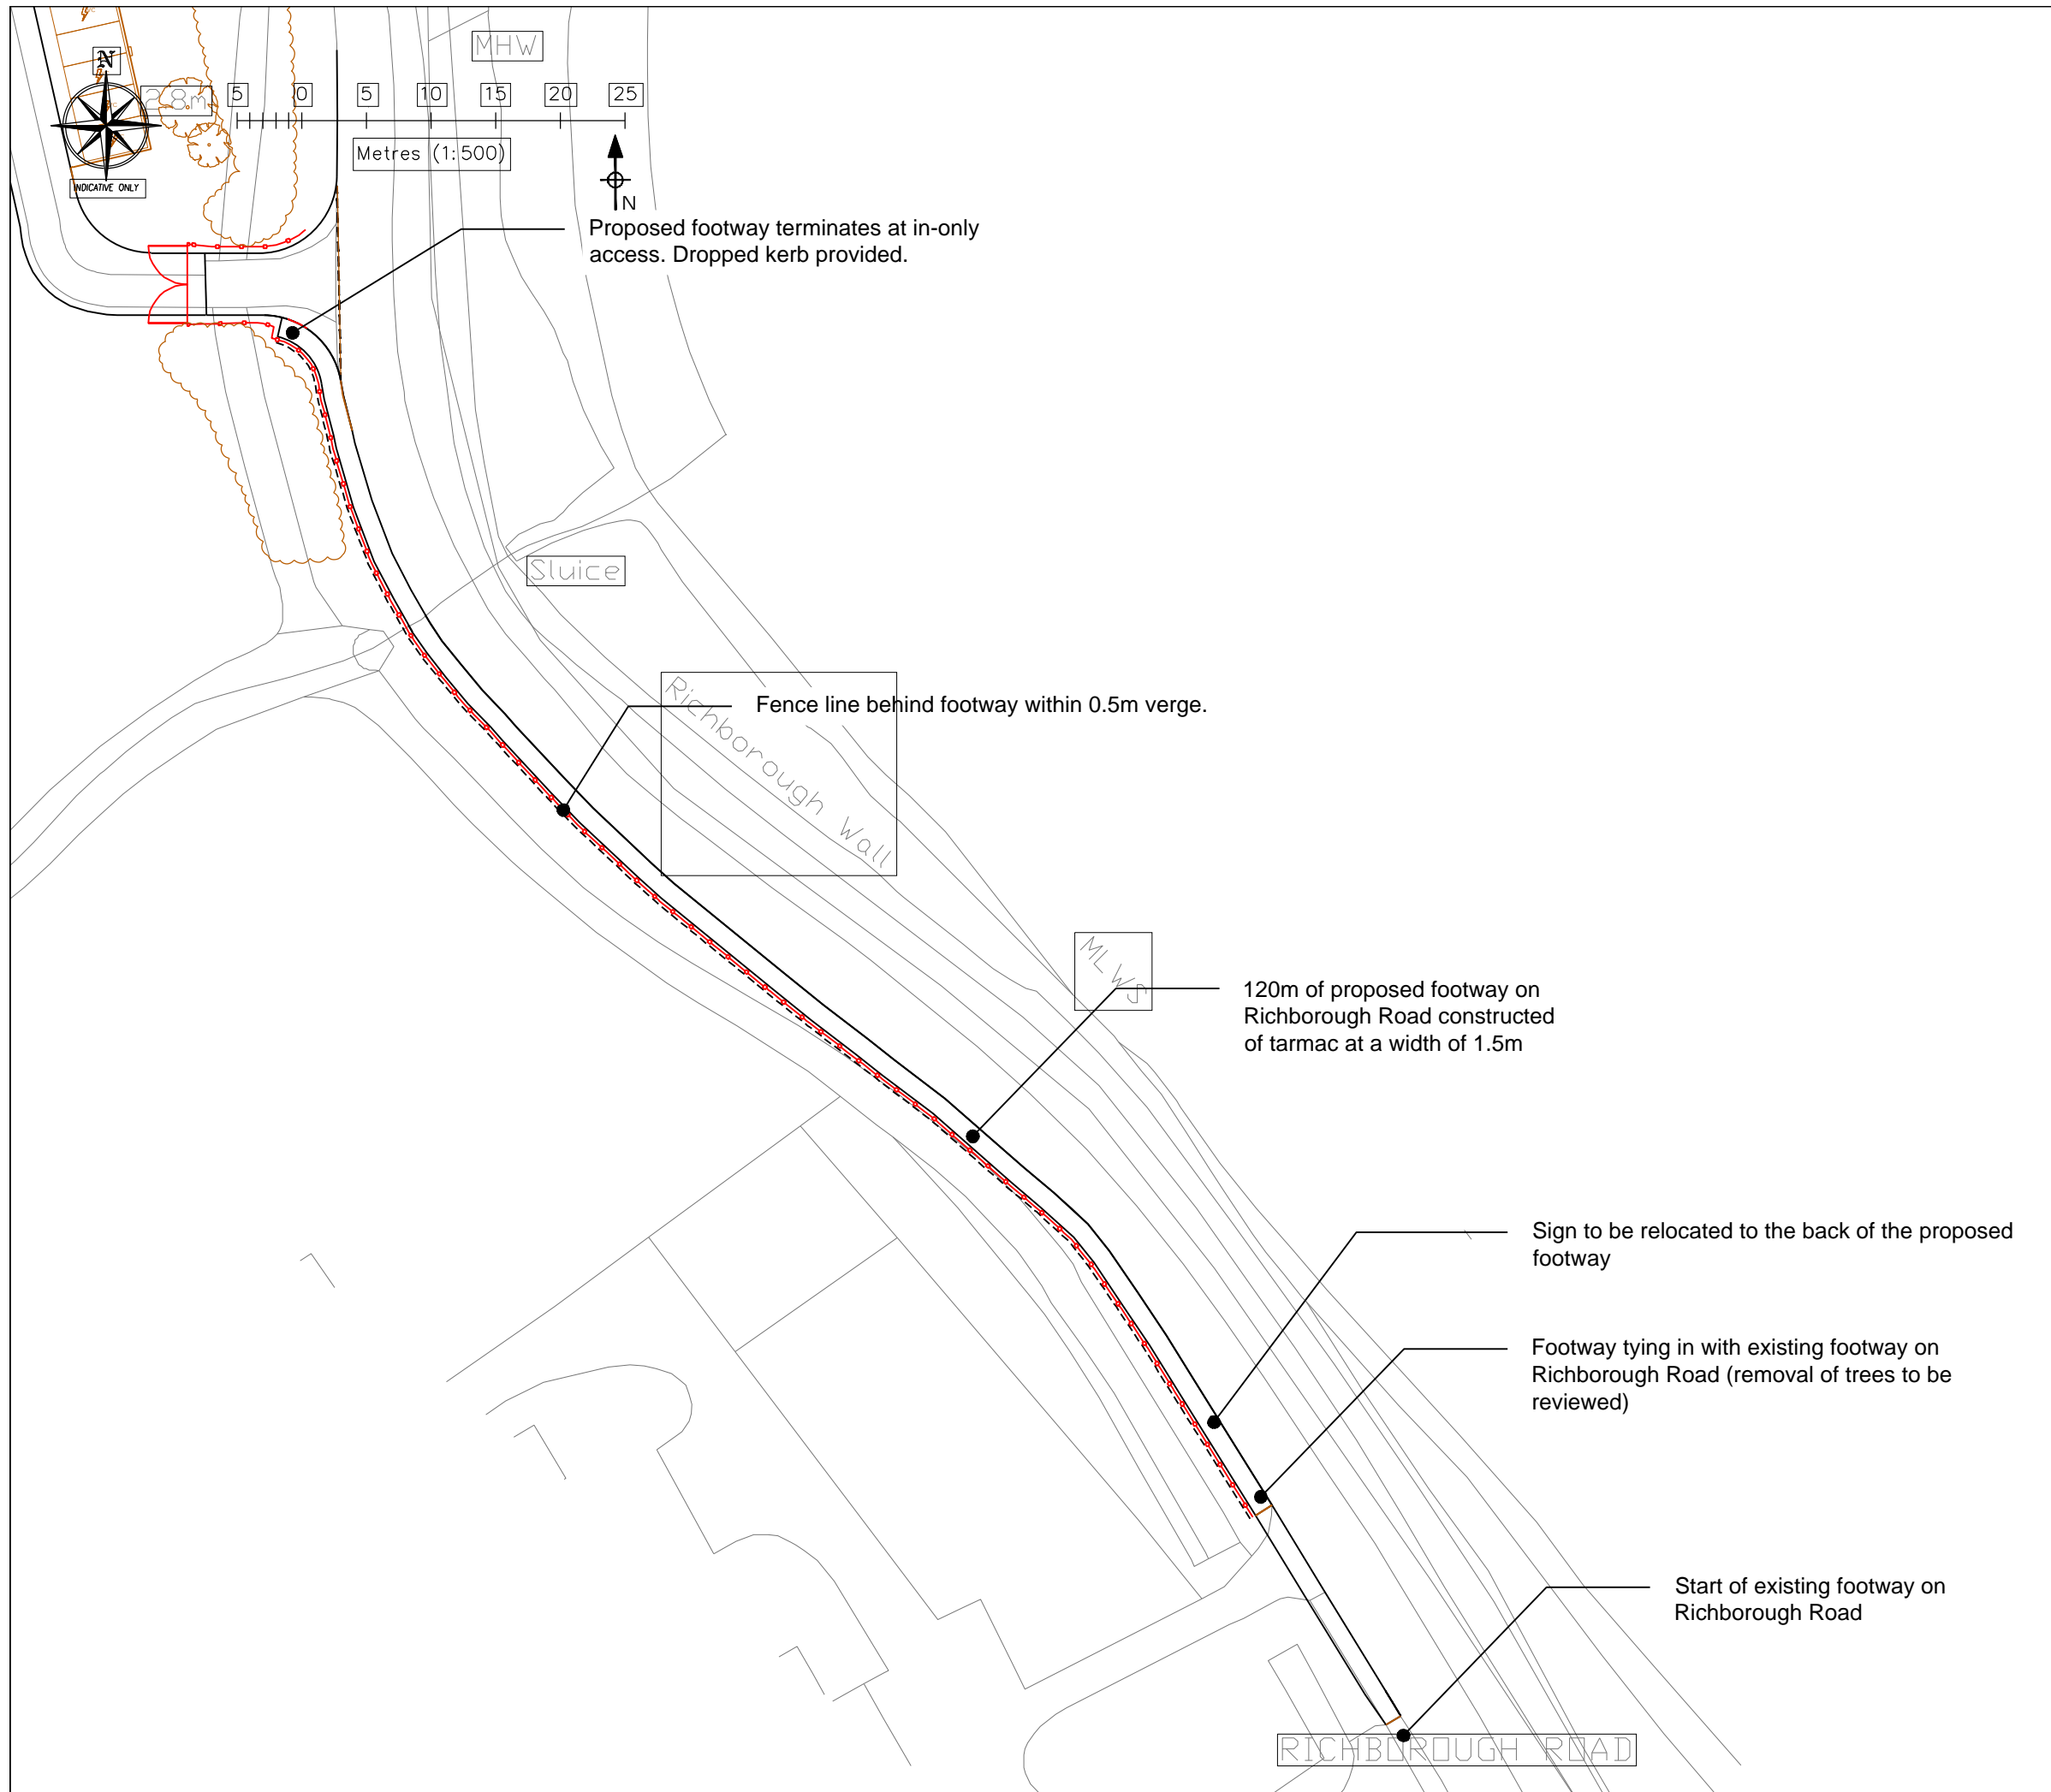 MHW
N
2.8m
5 0 5 10 15 20 25
Metres (1:500)
INDICATIVE ONLY
N
Proposed footway terminates at in-only
access. Dropped kerb provided.
Sluice
Richborough Wall
Fence line behind footway within 0.5m verge.
MLWS
120m of proposed footway on
Richborough Road constructed
of tarmac at a width of 1.5m
Sign to be relocated to the back of the proposed
footway
Footway tying in with existing footway on
Richborough Road (removal of trees to be
reviewed)
Start of existing footway on
Richborough Road
RICHBOROUGH ROAD